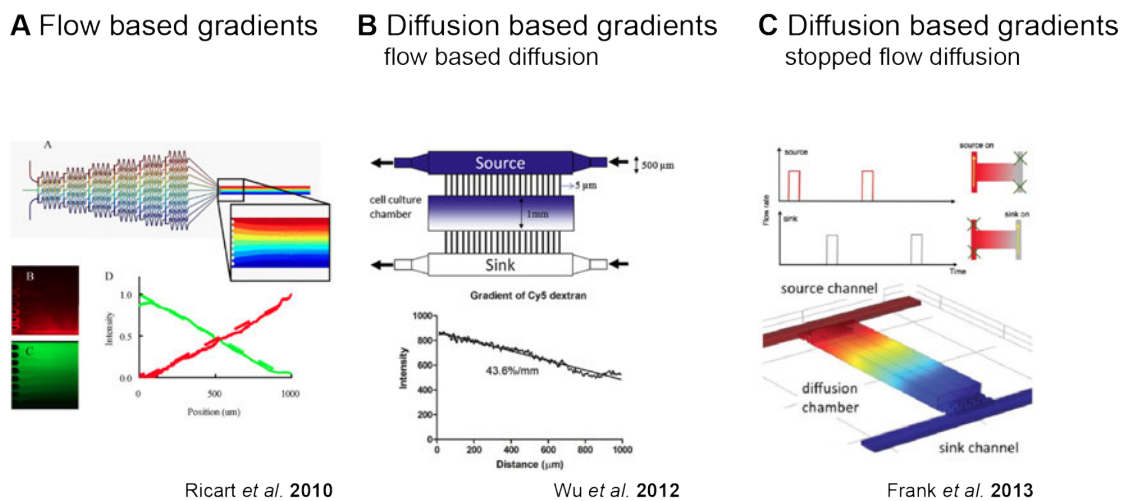 A Flow based gradients
A
B
C
D
1.0
0.5
0.0
Intensity
0
500
1000
Position (um)
Ricart et al. 2010
B Diffusion based gradients
flow based diffusion
Source
500 µm
5 µm
cell culture
chamber
1mm
Sink
Gradient of Cy5 dextran
1000
800
600
400
200
0
Intensity
43.6%/mm
0 200 400 600 800 1000
Distance (µm)
Wu et al. 2012
C Diffusion based gradients
stopped flow diffusion
source
source on
Flow rate
sink
sink on
Time
source channel
diffusion
chamber
sink channel
Frank et al. 2013